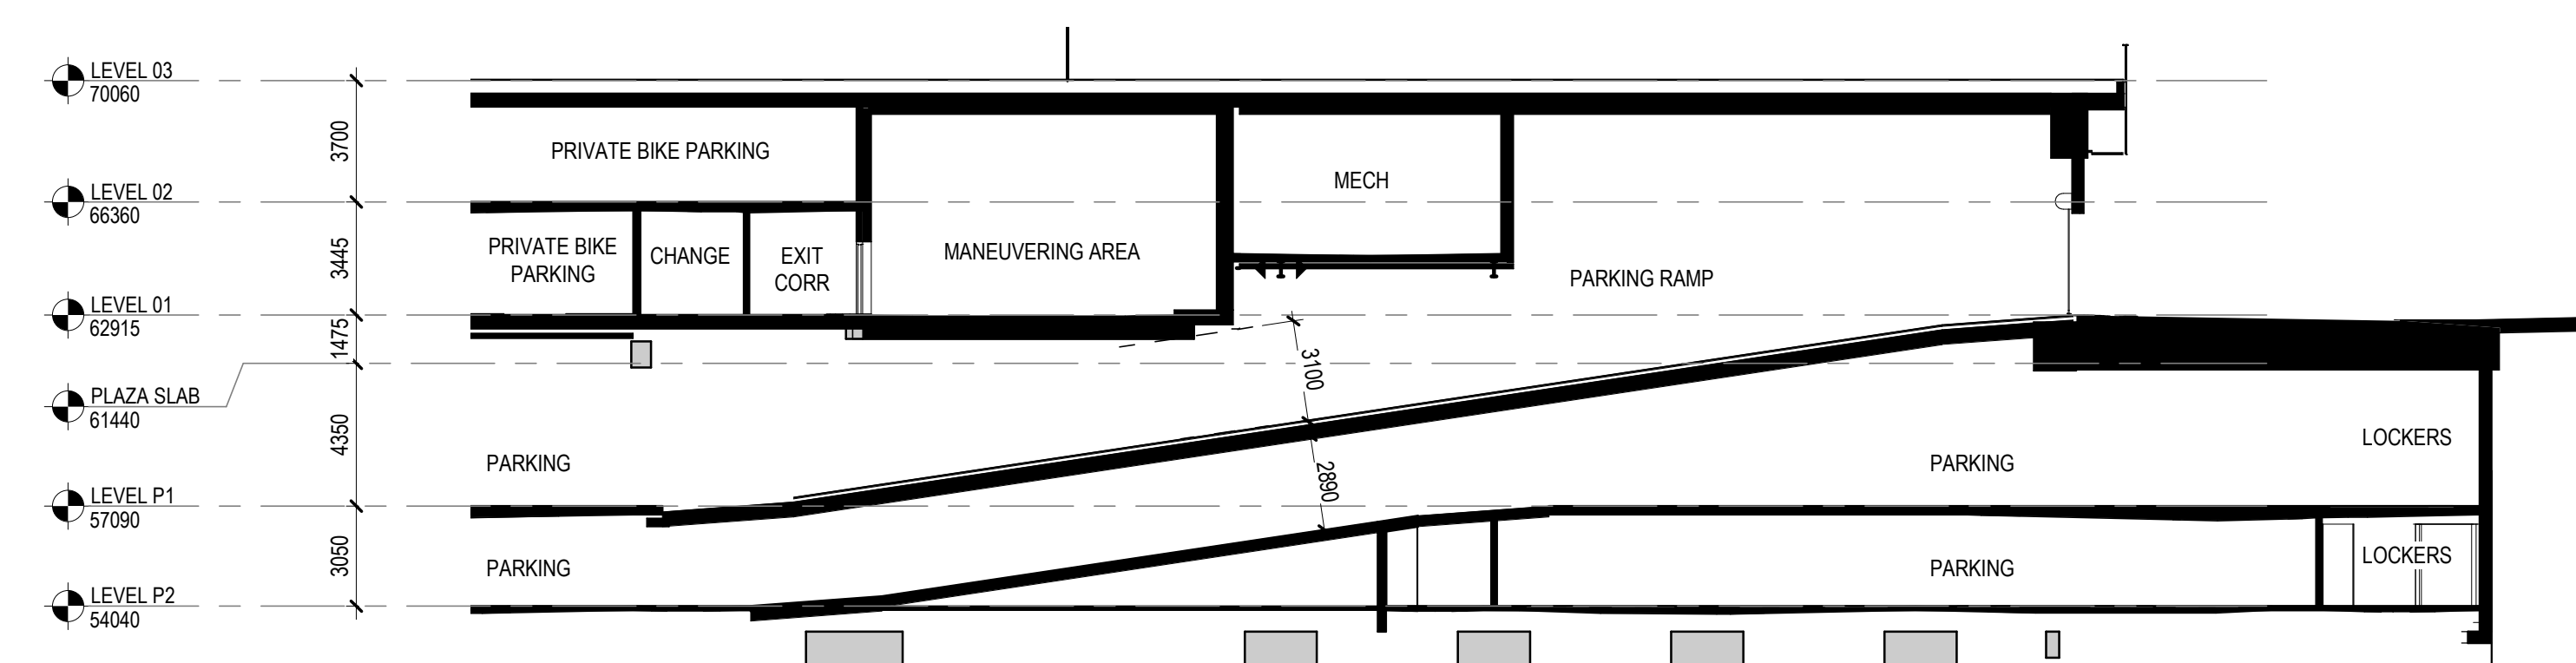 LEVEL 03
70060
3700
PRIVATE BIKE PARKING
MECH
LEVEL 02
66360
3445
PRIVATE BIKE
PARKING
CHANGE
EXIT
CORR
MANEUVERING AREA
PARKING RAMP
LEVEL 01
62915
1475
3100
PLAZA SLAB
61440
4350
PARKING
2890
PARKING
LOCKERS
LEVEL P1
57090
3050
PARKING
PARKING
LOCKERS
LEVEL P2
54040